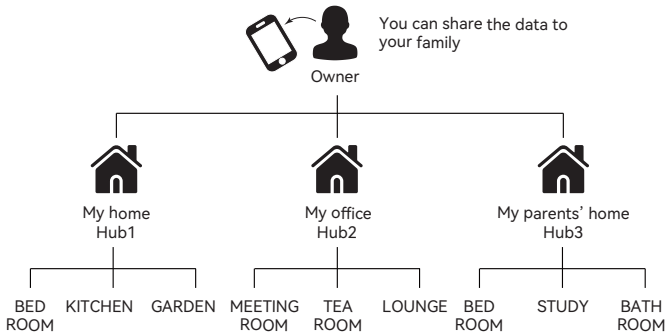 You can share the data to
your family
Owner
My home
Hub1
My office
Hub2
My parents' home
Hub3
BED
ROOM
KITCHEN
GARDEN
MEETING
ROOM
TEA
ROOM
LOUNGE
BED
ROOM
STUDY
BATH
ROOM